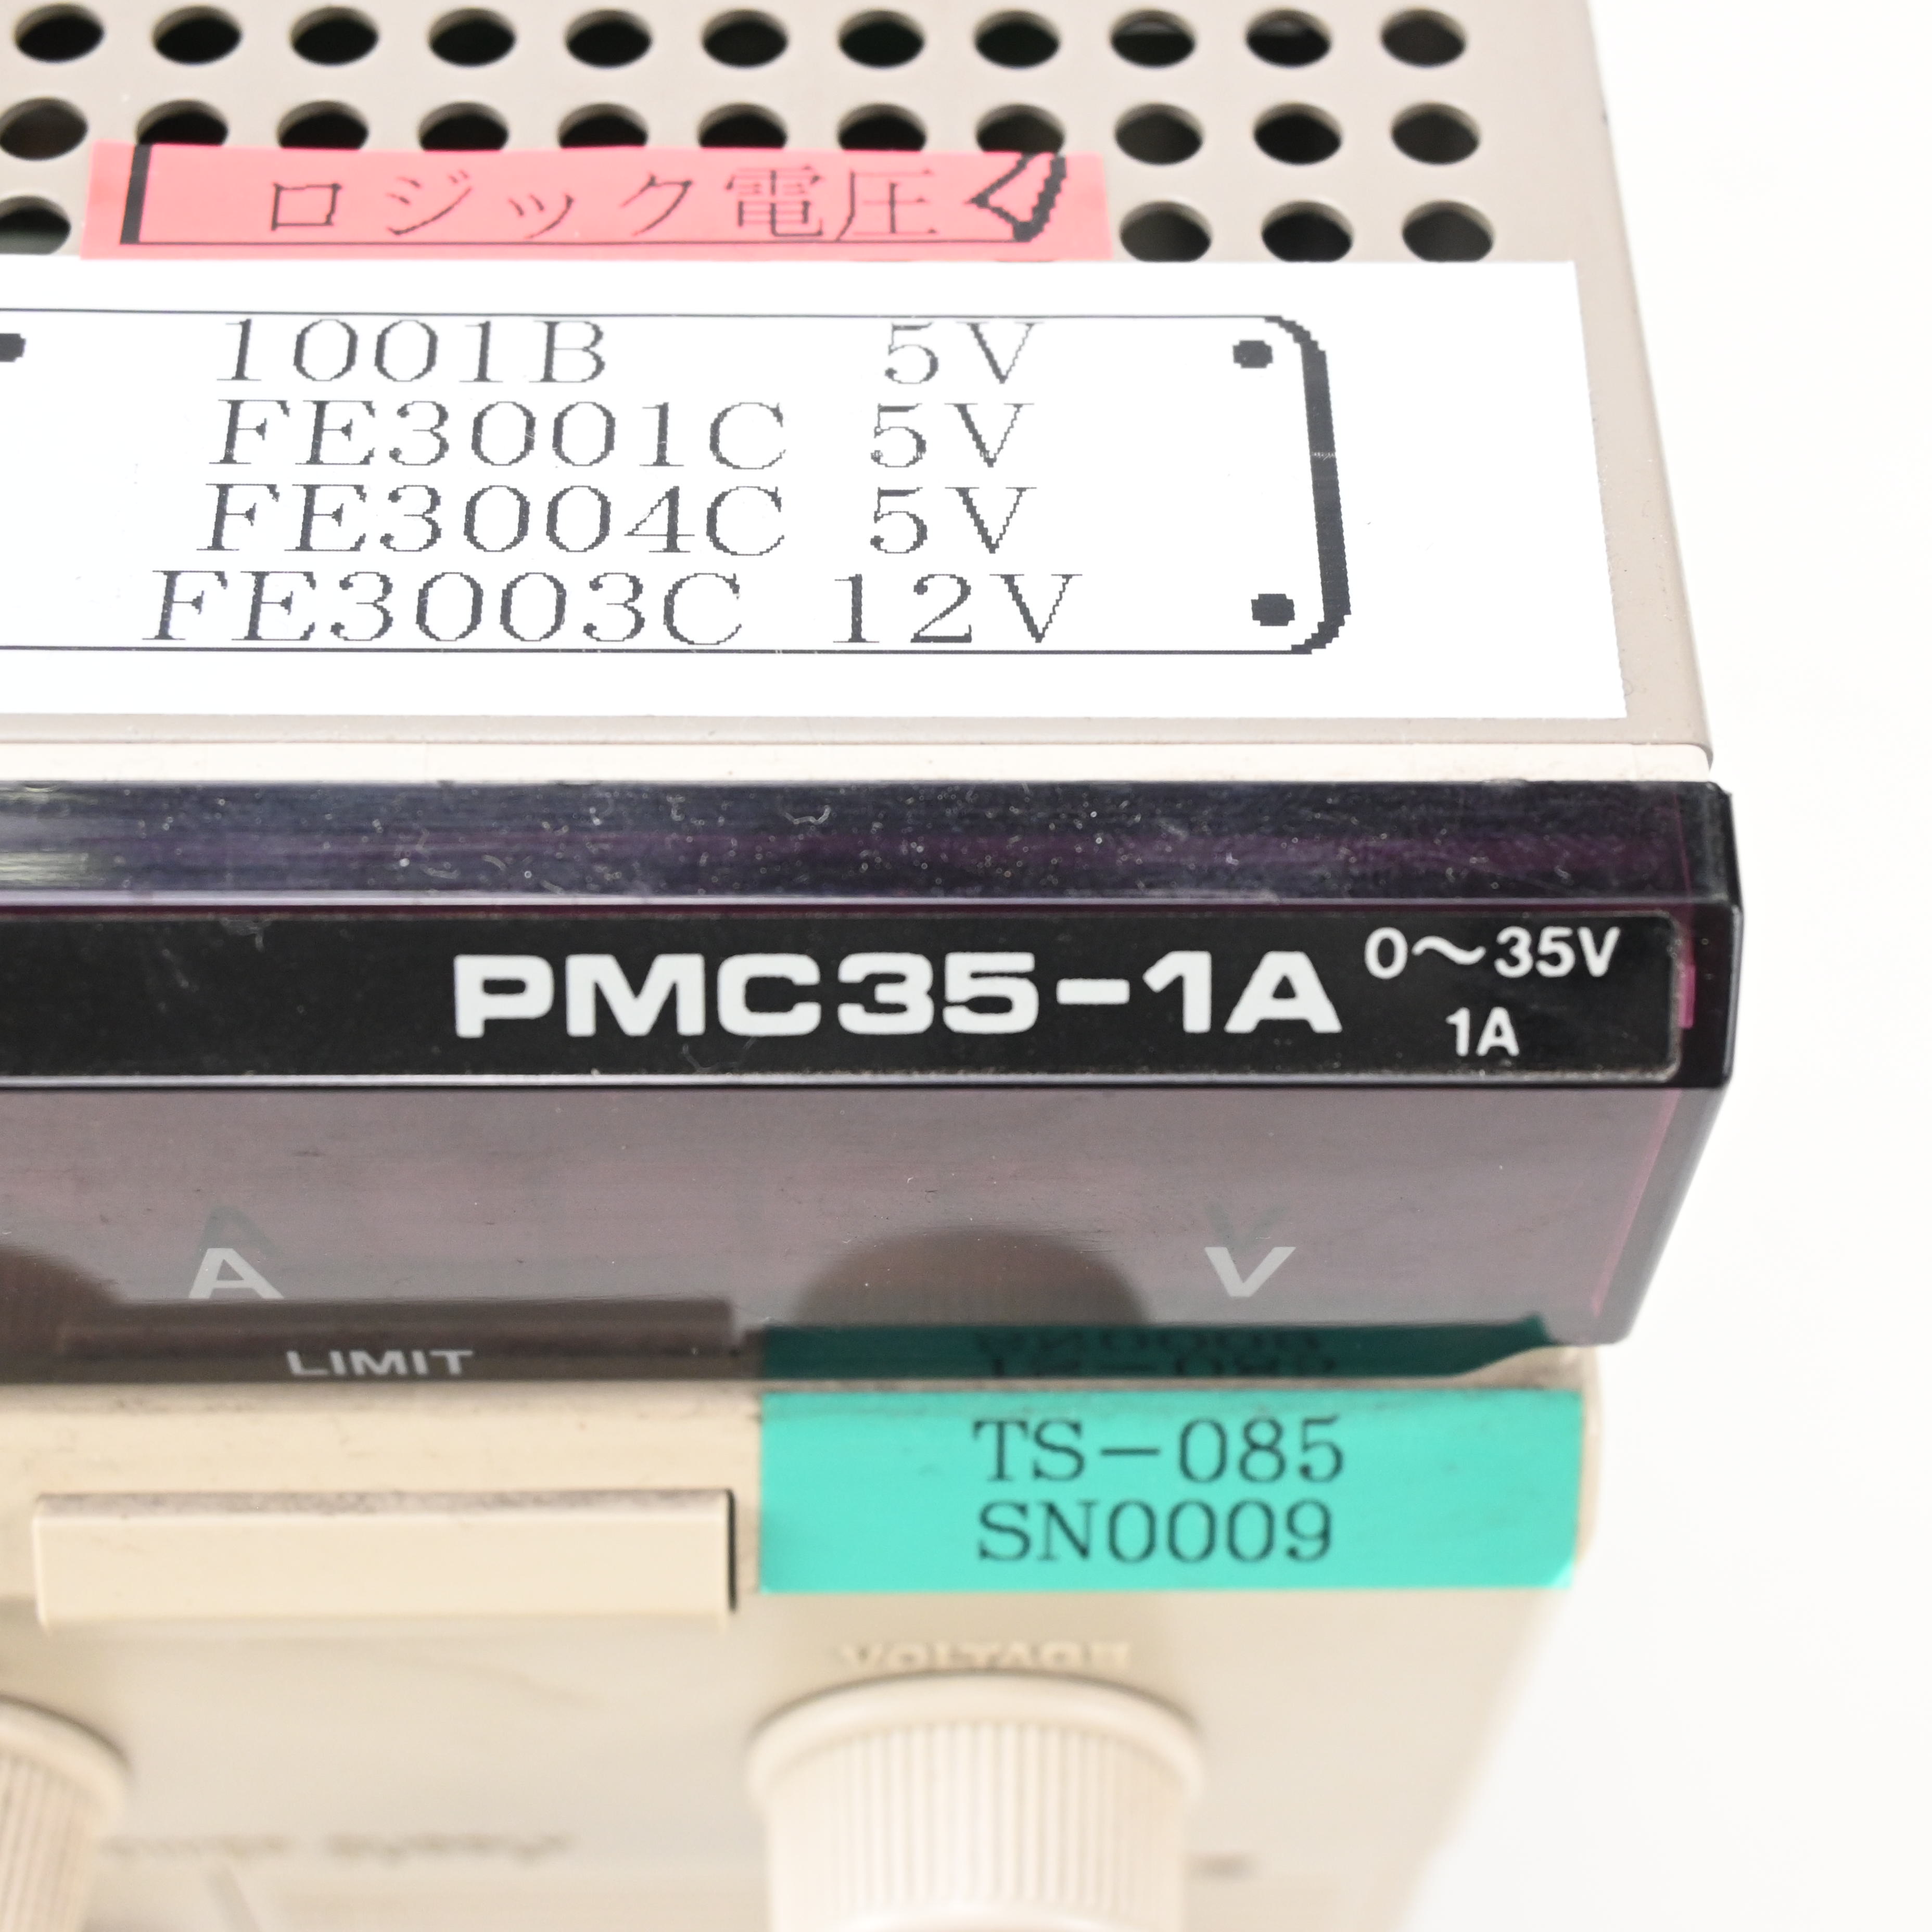 ロジック電圧
1001B 5V
FE3001C 5V
FE3004C 5V
FE3003C 12V
PMC35-1A 0〜35V
1A
A V
LIMIT
TS-085
SN0009
VOLTAGE